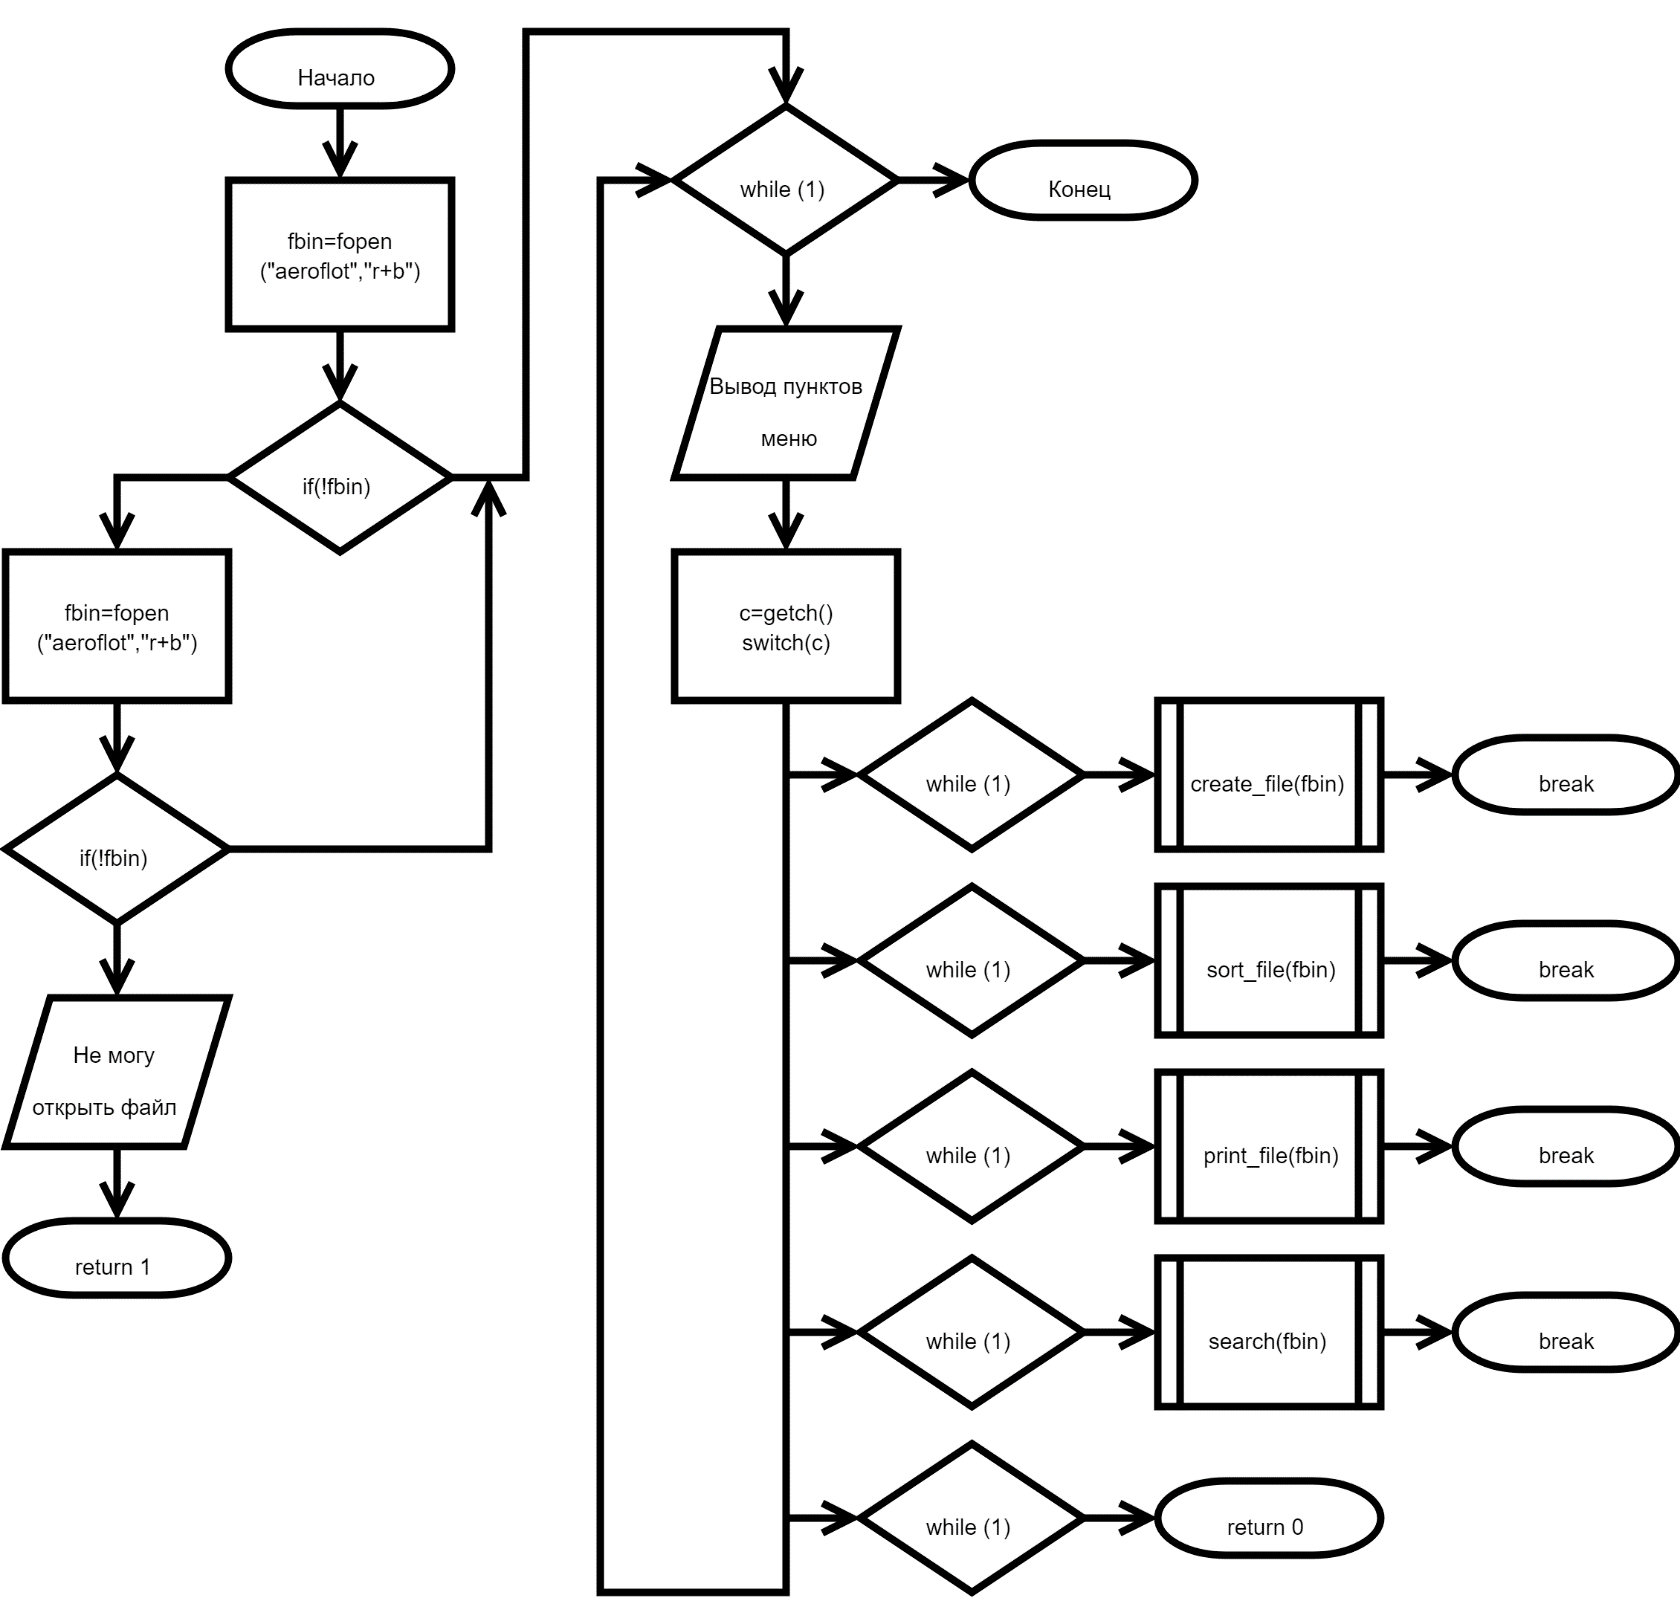 Начало
fbin=fopen
("aeroflot","r+b")
if(!fbin)
fbin=fopen
("aeroflot","r+b")
if(!fbin)
Не могу
открыть файл
return 1
while (1)
Конец
Вывод пунктов
меню
c=getch()
switch(c)
while (1)
create_file(fbin)
break
while (1)
sort_file(fbin)
break
while (1)
print_file(fbin)
break
while (1)
search(fbin)
break
while (1)
return 0